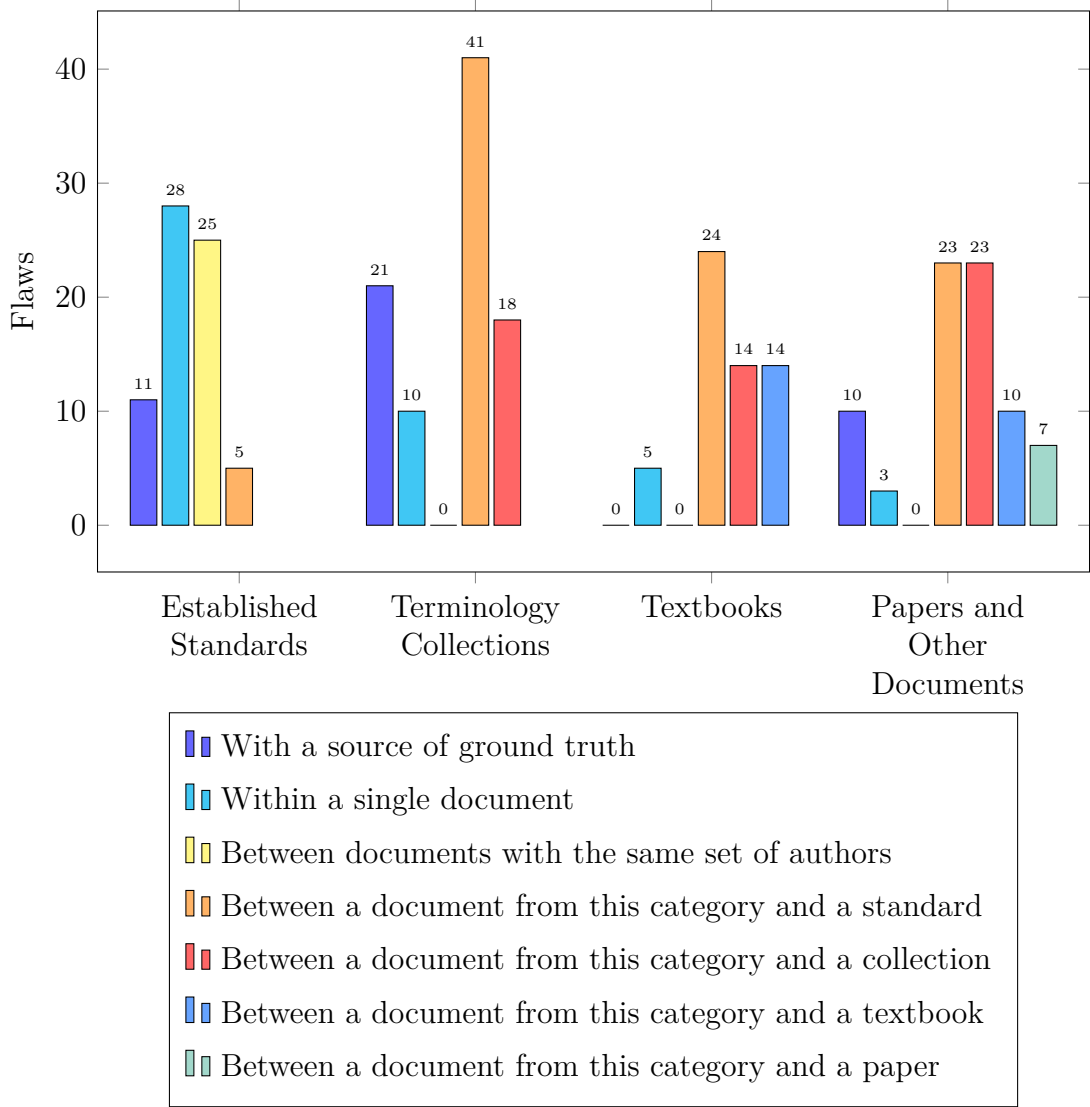 41
40
30
28
25
24
23 23
21
20
18
14 14
11
10
10
10
10
7
5
5
3
0
0
0
0
0
Flaws
Established
Standards
Terminology
Collections
Textbooks
Papers and
Other
Documents
With a source of ground truth
Within a single document
Between documents with the same set of authors
Between a document from this category and a standard
Between a document from this category and a collection
Between a document from this category and a textbook
Between a document from this category and a paper